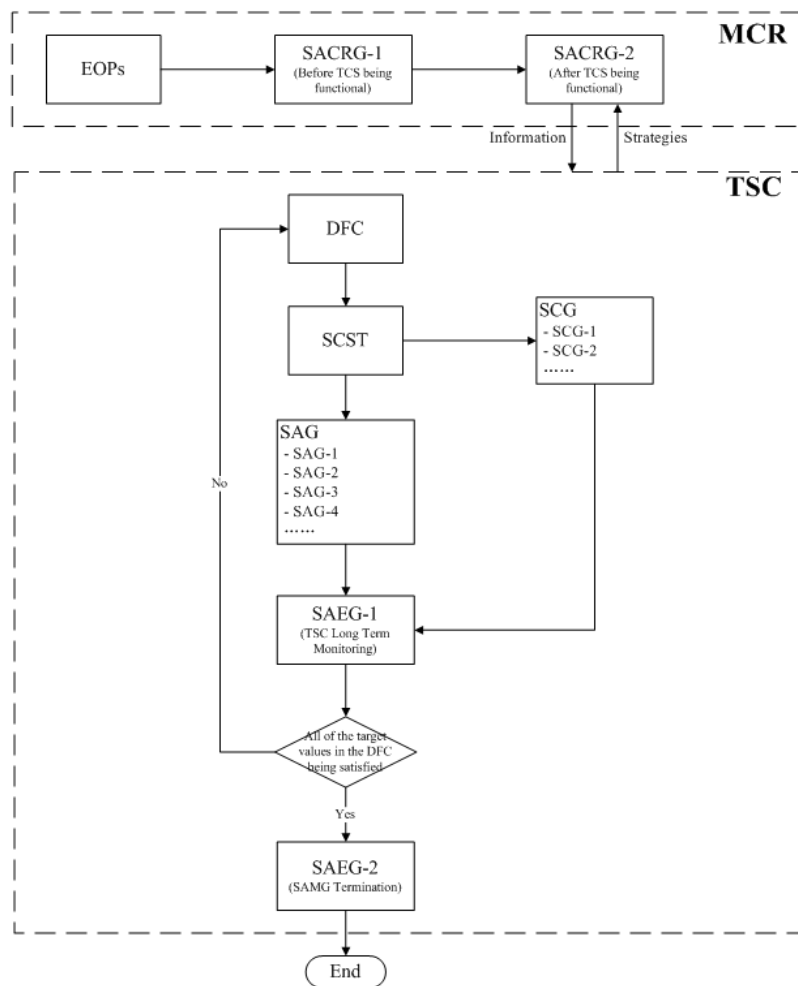 MCR
EOPs
SACRG-1
(Before TCS being
functional)
SACRG-2
(After TCS being
functional)
Information
Strategies
TSC
DFC
SCST
SCG
- SCG-1
- SCG-2
……
SAG
- SAG-1
- SAG-2
- SAG-3
- SAG-4
……
No
SAEG-1
(TSC Long Term
Monitoring)
All of the target
values in the DFC
being satisfied
Yes
SAEG-2
(SAMG Termination)
End